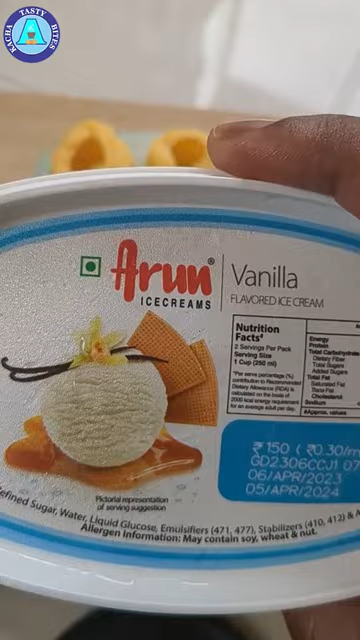 KACHA TASTY BITES
Arun®
ICECREAMS
Vanilla
FLAVORED ICE CREAM
Nutrition
Facts#
2 Servings Per Pack
Serving Size
1 Cup (250 ml)
*Per serve percentage (%)
contribution to Recommended
Dietary Allowance (RDA) is
calculated on the basis of
2000 kcal energy requirement
for an average adult per day.
Energy
Protein
Total Carbohydrate
Dietary Fiber
Total Sugars
Added Sugars
Total Fat
Saturated Fat
Trans Fat
Cholesterol
Sodium
#Approx. values
₹150 ( ₹0.30/m
GD2306CCJ1 07
06/APR/2023
05/APR/2024
Pictorial representation
of serving suggestion
efined Sugar, Water, Liquid Glucose, Emulsifiers (471, 477), Stabilizers (410, 412) & A
Allergen Information: May contain soy, wheat & nut.